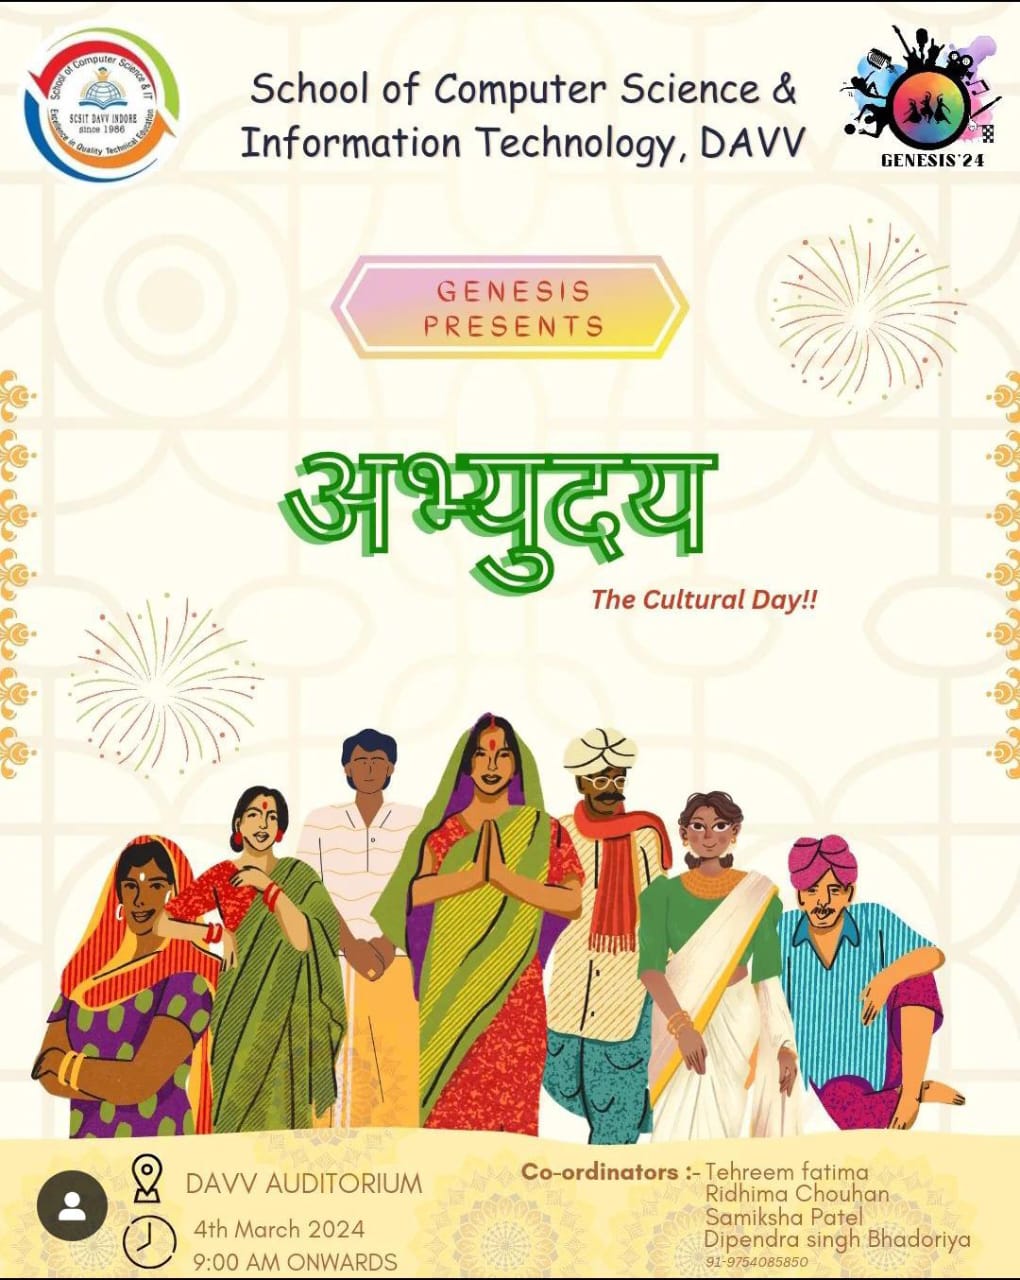 School of Computer Science & IT
SCSIT DAVV INDORE
since 1986
Excellence in Quality Technical Education
School of Computer Science &
Information Technology, DAVV
GENESIS'24
GENESIS
PRESENTS
अभ्युदय
The Cultural Day!!
DAVV AUDITORIUM
4th March 2024
9:00 AM ONWARDS
Co-ordinators :- Tehreem fatima
Ridhima Chouhan
Samiksha Patel
Dipendra singh Bhadoriya
91-9754085850